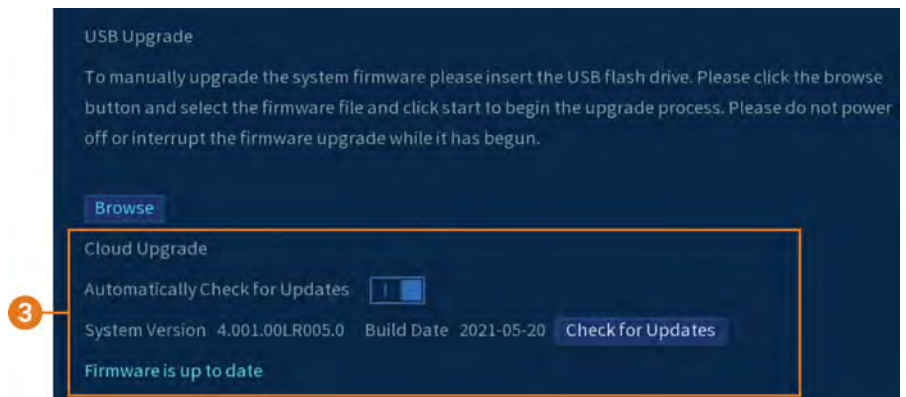 USB Upgrade
To manually upgrade the system firmware please insert the USB flash drive. Please click the browse
button and select the firmware file and click start to begin the upgrade process. Please do not power
off or interrupt the firmware upgrade while it has begun.
Browse
Cloud Upgrade
Automatically Check for Updates
3
System Version 4.001.00LR005.0 Build Date 2021-05-20 Check for Updates
Firmware is up to date